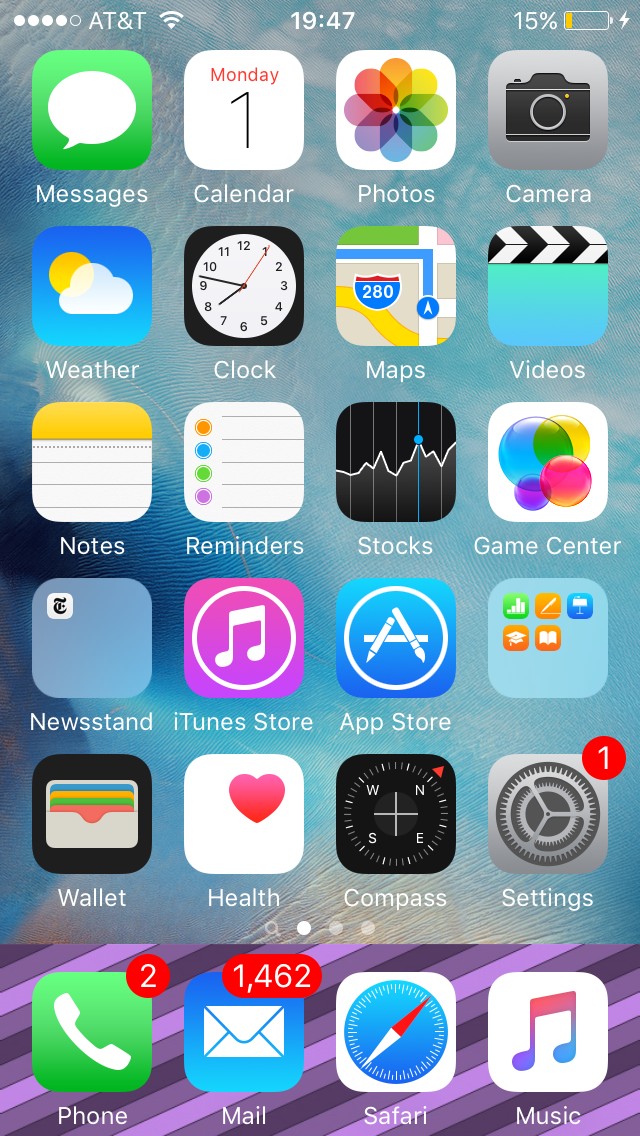 AT&T 19:47 15%
Monday
1
Messages Calendar Photos Camera
12 1 2 3 4 5 6 7 8 9 10 11
280
Weather Clock Maps Videos
Notes Reminders Stocks Game Center
T
Newsstand iTunes Store App Store
W N S E
1
Wallet Health Compass Settings
2 1,462
Phone Mail Safari Music